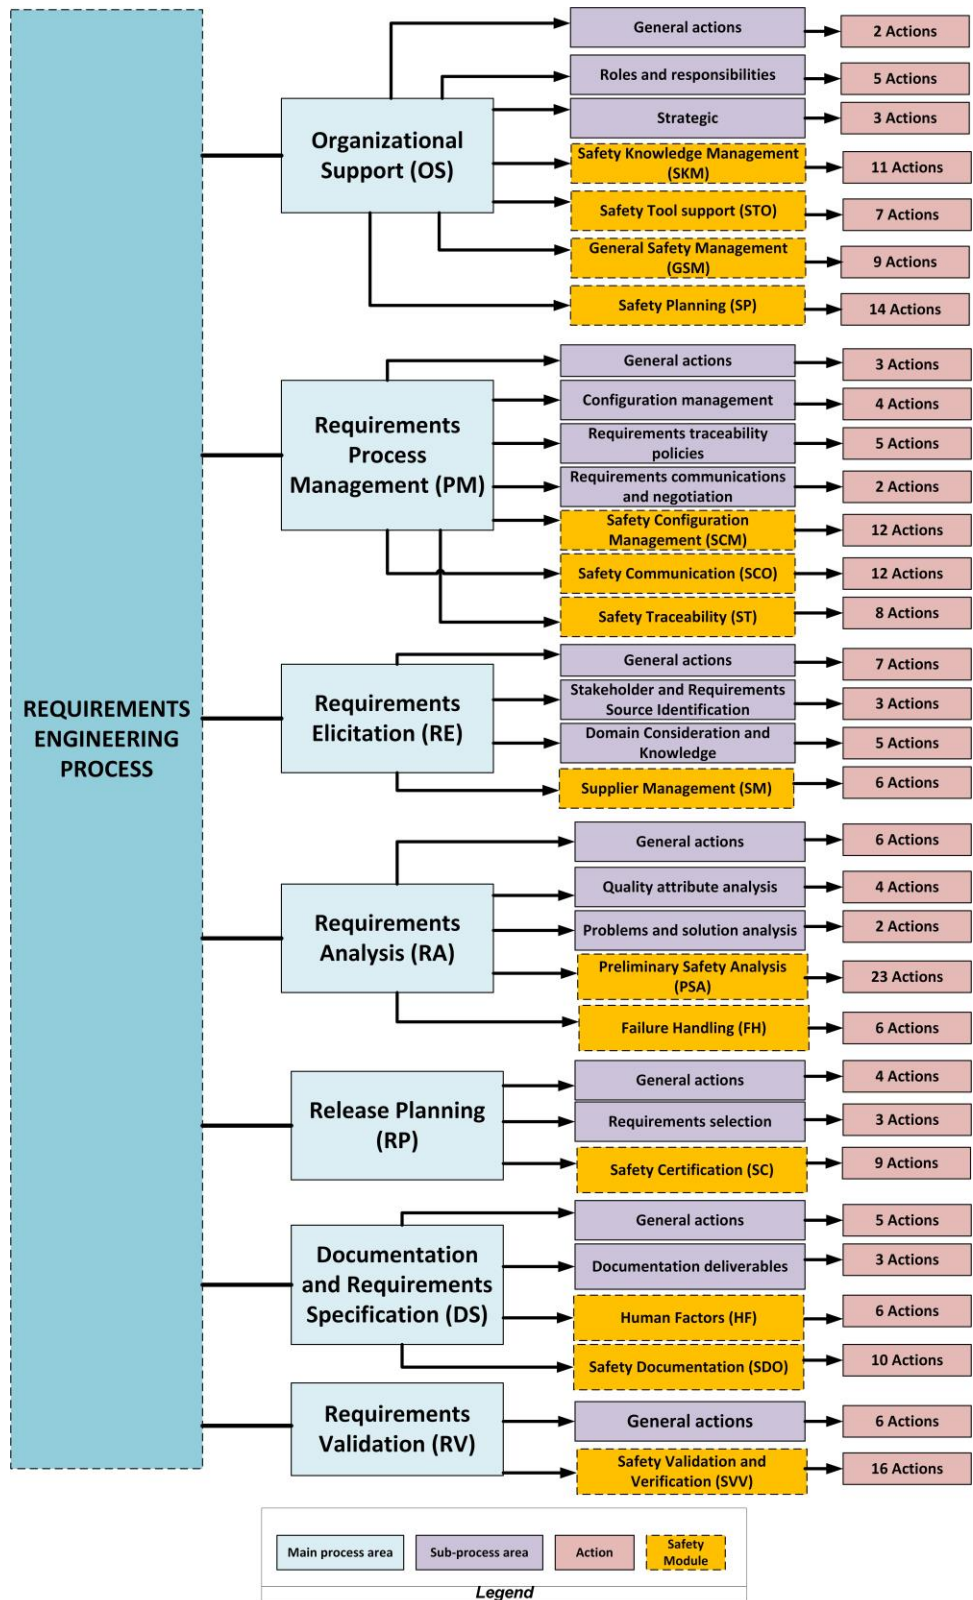 REQUIREMENTS
ENGINEERING
PROCESS
Organizational
Support (OS)
General actions
2 Actions
Roles and responsibilities
5 Actions
Strategic
3 Actions
Safety Knowledge Management
(SKM)
11 Actions
Safety Tool support (STO)
7 Actions
General Safety Management
(GSM)
9 Actions
Safety Planning (SP)
14 Actions
Requirements
Process
Management (PM)
General actions
3 Actions
Configuration management
4 Actions
Requirements traceability
policies
5 Actions
Requirements communications
and negotiation
2 Actions
Safety Configuration
Management (SCM)
12 Actions
Safety Communication (SCO)
12 Actions
Safety Traceability (ST)
8 Actions
Requirements
Elicitation (RE)
General actions
7 Actions
Stakeholder and Requirements
Source Identification
3 Actions
Domain Consideration and
Knowledge
5 Actions
Supplier Management (SM)
6 Actions
Requirements
Analysis (RA)
General actions
6 Actions
Quality attribute analysis
4 Actions
Problems and solution analysis
2 Actions
Preliminary Safety Analysis
(PSA)
23 Actions
Failure Handling (FH)
6 Actions
Release Planning
(RP)
General actions
4 Actions
Requirements selection
3 Actions
Safety Certification (SC)
9 Actions
Documentation
and Requirements
Specification (DS)
General actions
5 Actions
Documentation deliverables
3 Actions
Human Factors (HF)
6 Actions
Safety Documentation (SDO)
10 Actions
Requirements
Validation (RV)
General actions
6 Actions
Safety Validation and
Verification (SVV)
16 Actions
Main process area
Sub-process area
Action
Safety
Module
Legend